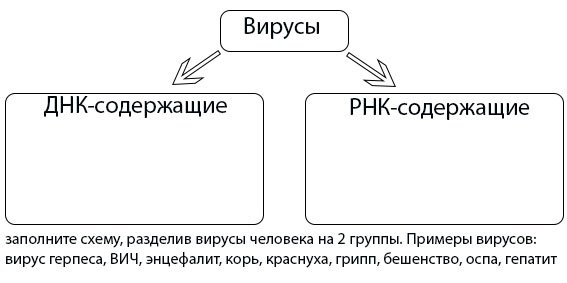 Вирусы
ДНК-содержащие
РНК-содержащие
заполните схему, разделив вирусы человека на 2 группы. Примеры вирусов:
вирус герпеса, ВИЧ, энцефалит, корь, краснуха, грипп, бешенство, оспа, гепатит